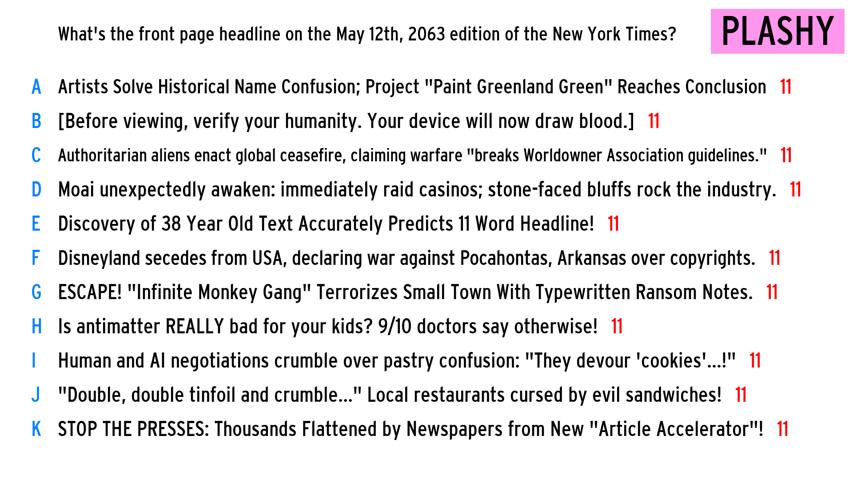 What's the front page headline on the May 12th, 2063 edition of the New York Times?
PLASHY
A Artists Solve Historical Name Confusion; Project "Paint Greenland Green" Reaches Conclusion 11
B [Before viewing, verify your humanity. Your device will now draw blood.] 11
C Authoritarian aliens enact global ceasefire, claiming warfare "breaks Worldowner Association guidelines." 11
D Moai unexpectedly awaken: immediately raid casinos; stone-faced bluffs rock the industry. 11
E Discovery of 38 Year Old Text Accurately Predicts 11 Word Headline! 11
F Disneyland secedes from USA, declaring war against Pocahontas, Arkansas over copyrights. 11
G ESCAPE! "Infinite Monkey Gang" Terrorizes Small Town With Typewritten Ransom Notes. 11
H Is antimatter REALLY bad for your kids? 9/10 doctors say otherwise! 11
I Human and AI negotiations crumble over pastry confusion: "They devour 'cookies'...!" 11
J "Double, double tinfoil and crumble..." Local restaurants cursed by evil sandwiches! 11
K STOP THE PRESSES: Thousands Flattened by Newspapers from New "Article Accelerator"! 11